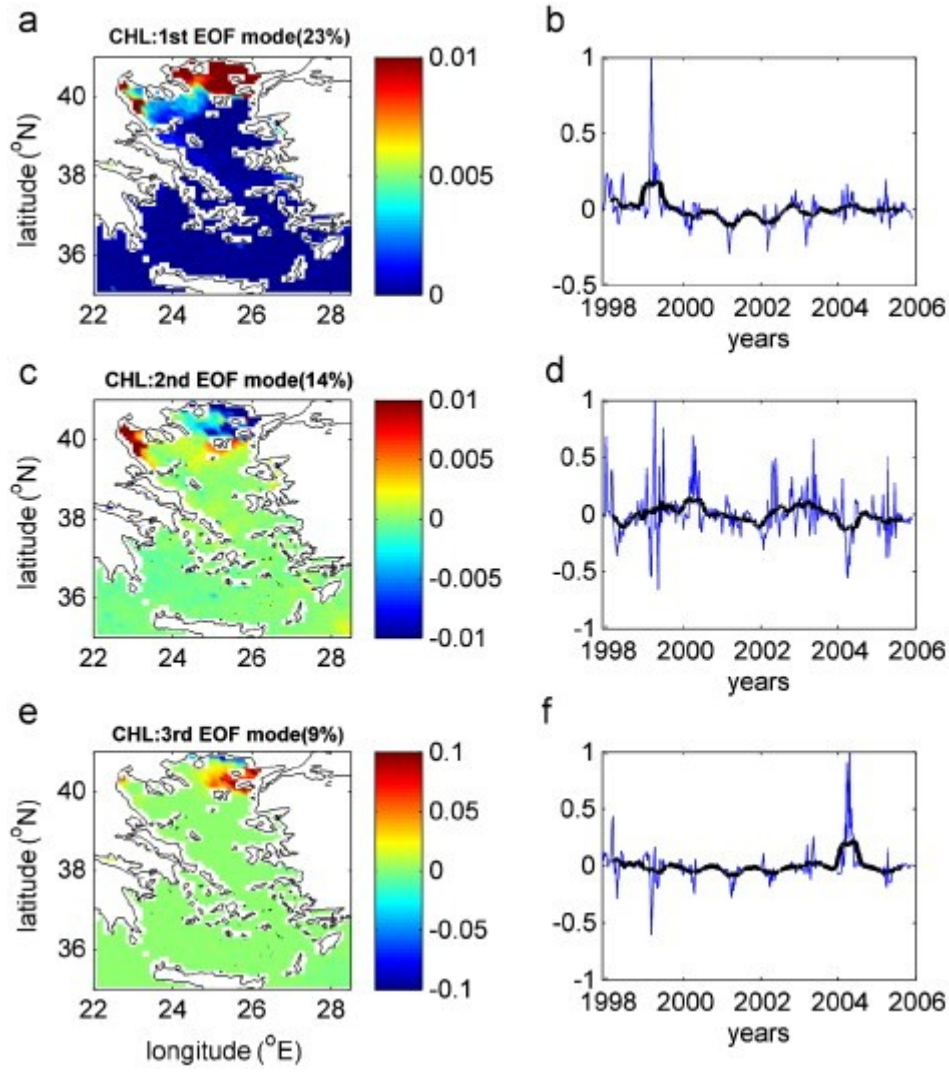 a
CHL:1st EOF mode(23%)
40
38
36
22 24 26 28
latitude (°N)
0.01
0.005
0
b
1
0.5
0
-0.5
1998 2000 2002 2004 2006
years
c
CHL:2nd EOF mode(14%)
40
38
36
22 24 26 28
latitude (°N)
0.01
0.005
0
-0.005
-0.01
d
1
0.5
0
-0.5
-1
1998 2000 2002 2004 2006
years
e
CHL:3rd EOF mode(9%)
40
38
36
22 24 26 28
latitude (°N)
longitude (°E)
0.1
0.05
0
-0.05
-0.1
f
1
0.5
0
-0.5
-1
1998 2000 2002 2004 2006
years